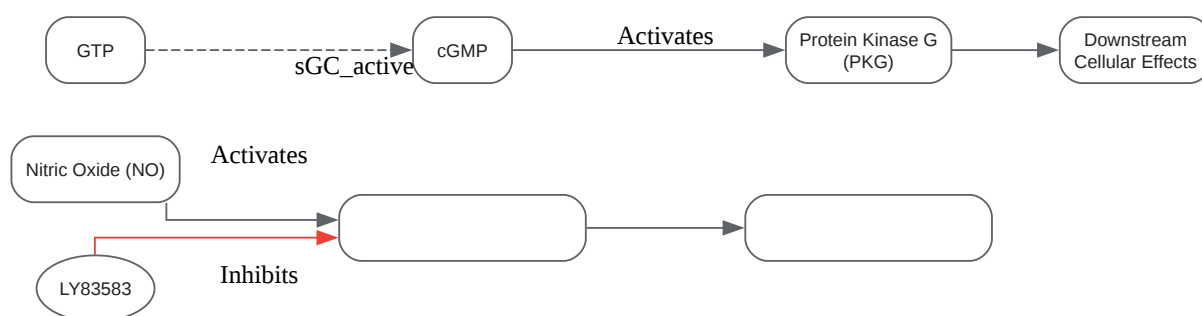 GTP
sGC_active
cGMP
Activates
Protein Kinase G
(PKG)
Downstream
Cellular Effects
Nitric Oxide (NO)
Activates
Inhibits
LY83583